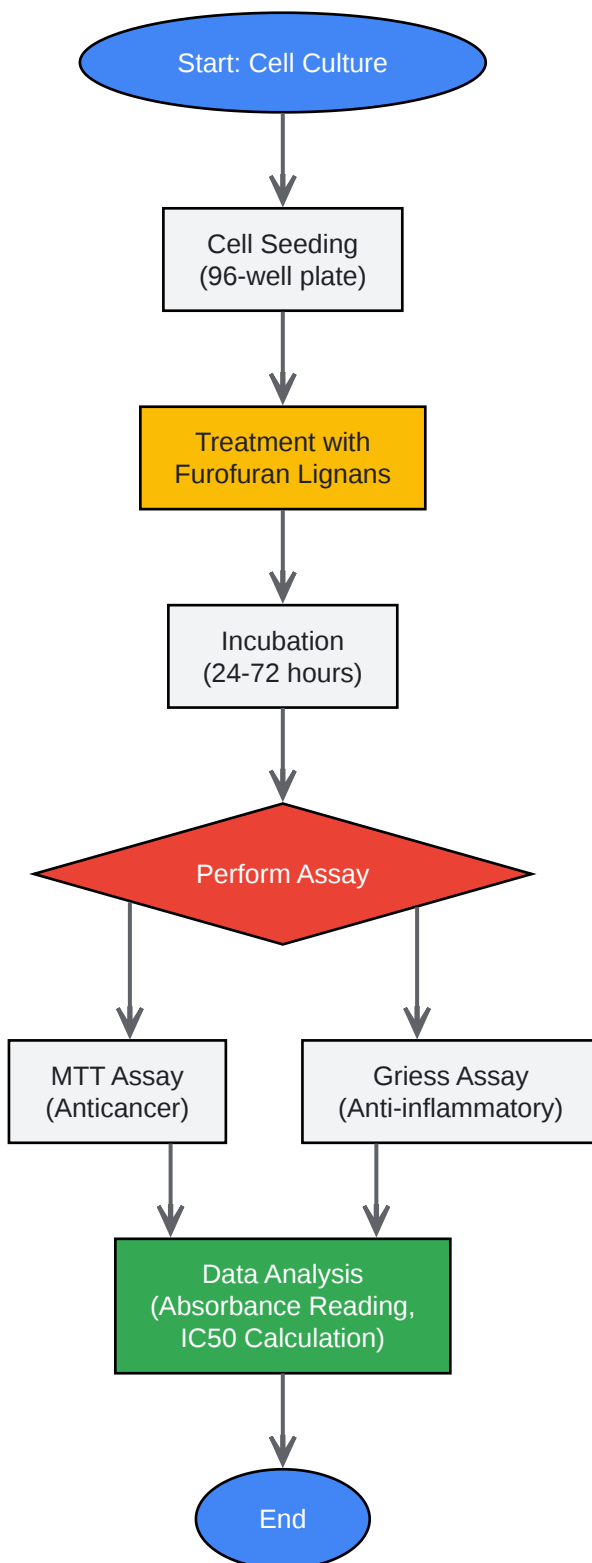 Start: Cell Culture
Cell Seeding
(96-well plate)
Treatment with
Furofuran Lignans
Incubation
(24-72 hours)
Perform Assay
MTT Assay
(Anticancer)
Griess Assay
(Anti-inflammatory)
Data Analysis
(Absorbance Reading,
IC50 Calculation)
End